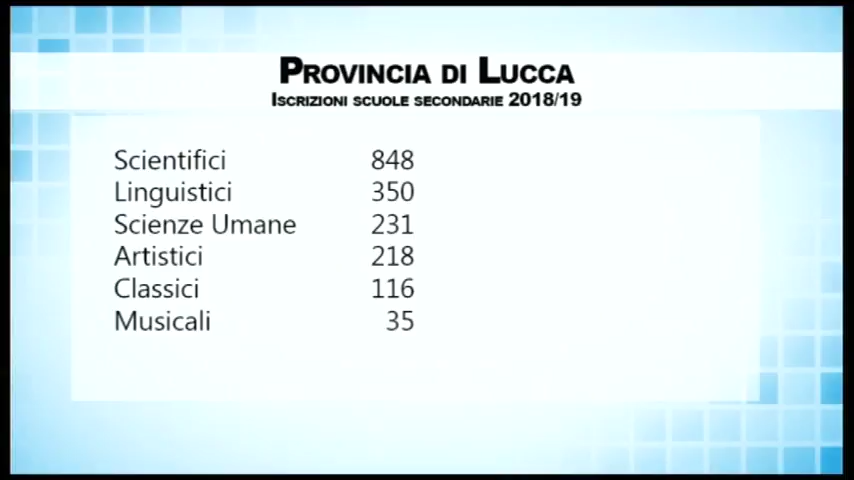 Provincia di Lucca
Iscrizioni scuole secondarie 2018/19
Scientifici 848
Linguistici 350
Scienze Umane 231
Artistici 218
Classici 116
Musicali 35